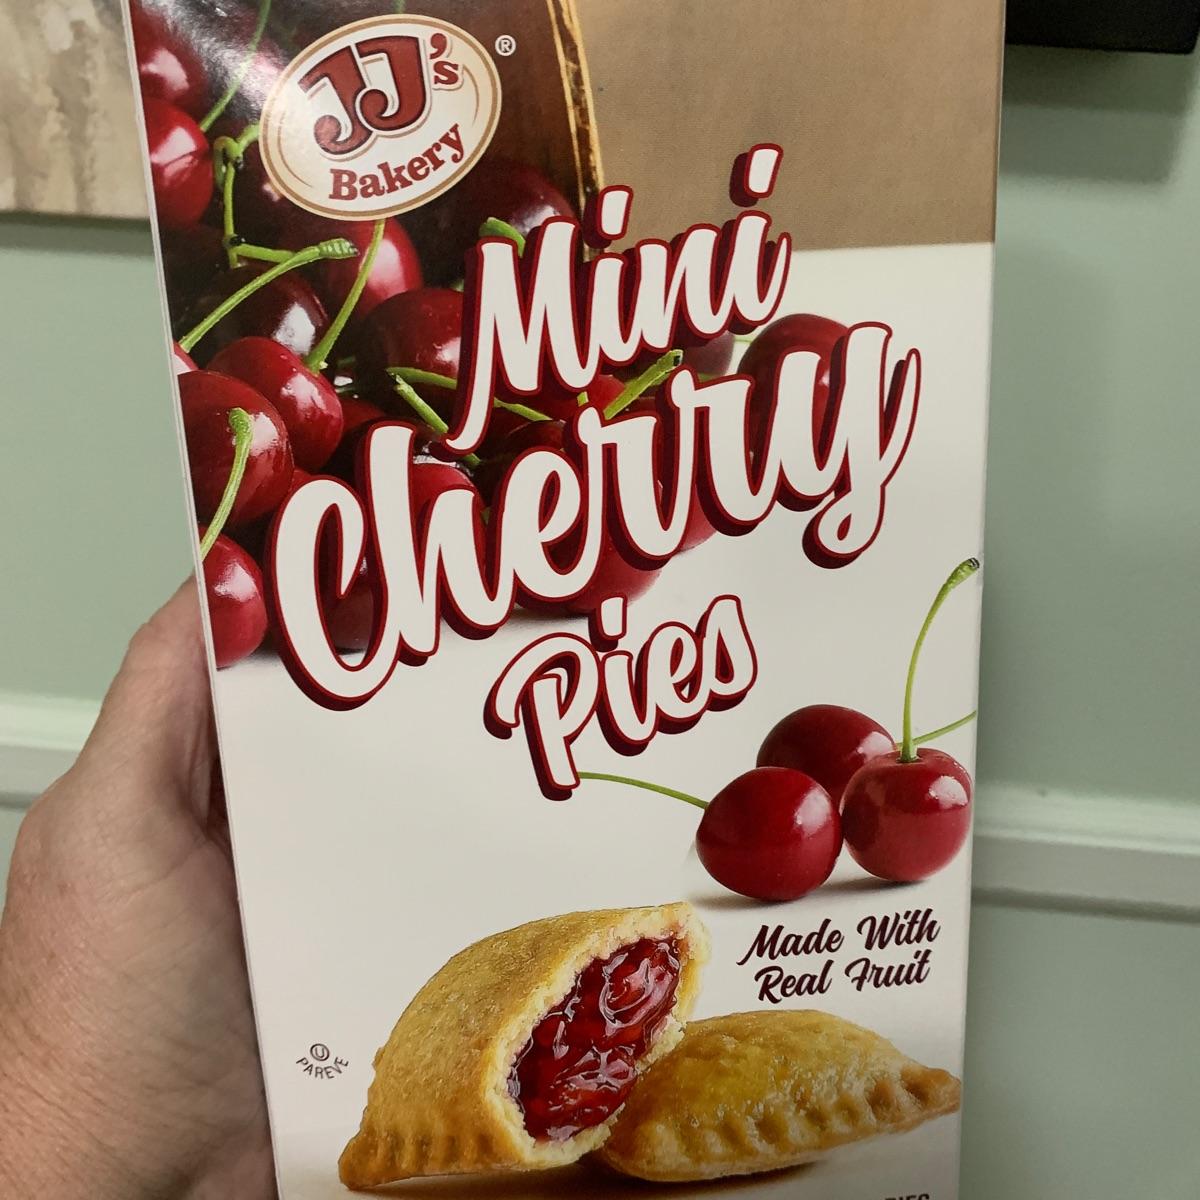 JJ's
Bakery
®
Mini
Cherry
Pies
Made With
Real Fruit
U
PAREVE